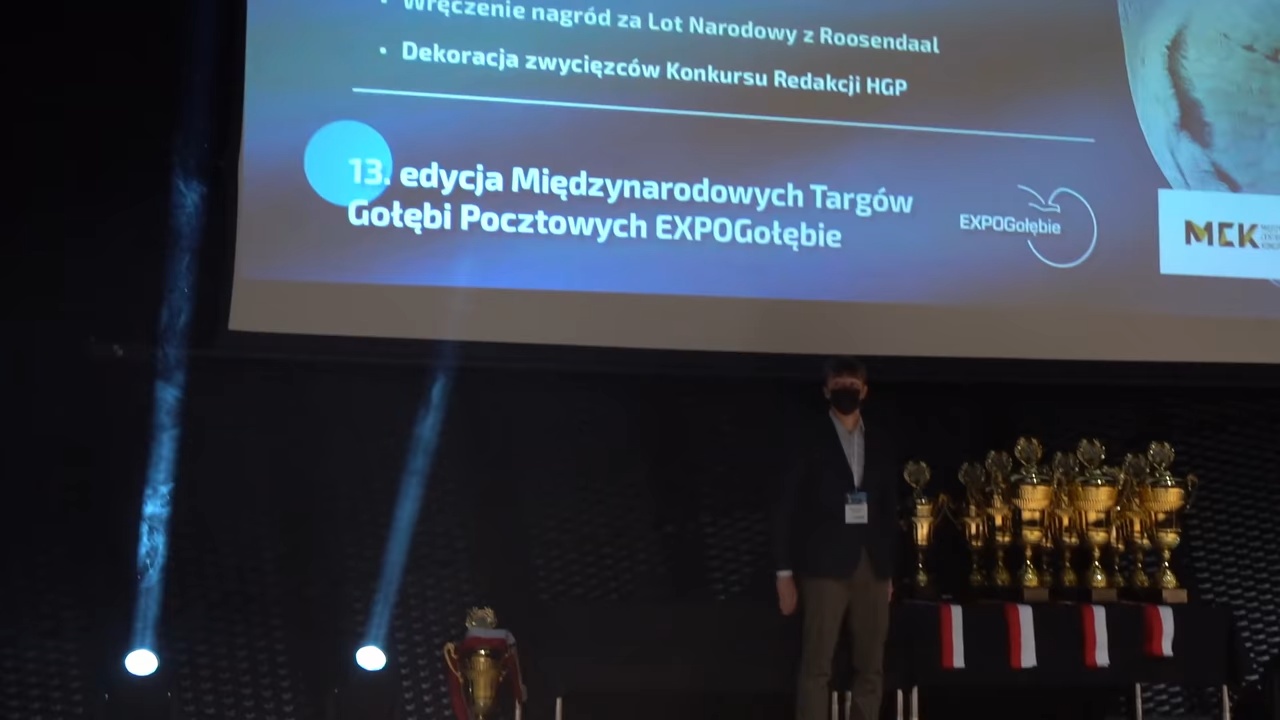 • Wręczenie nagród za Lot Narodowy z Roosendaal
• Dekoracja zwycięzców Konkursu Redakcji HGP
13. edycja Międzynarodowych Targów
Gołębi Pocztowych EXPOGołębie
EXPOGołębie
MCK